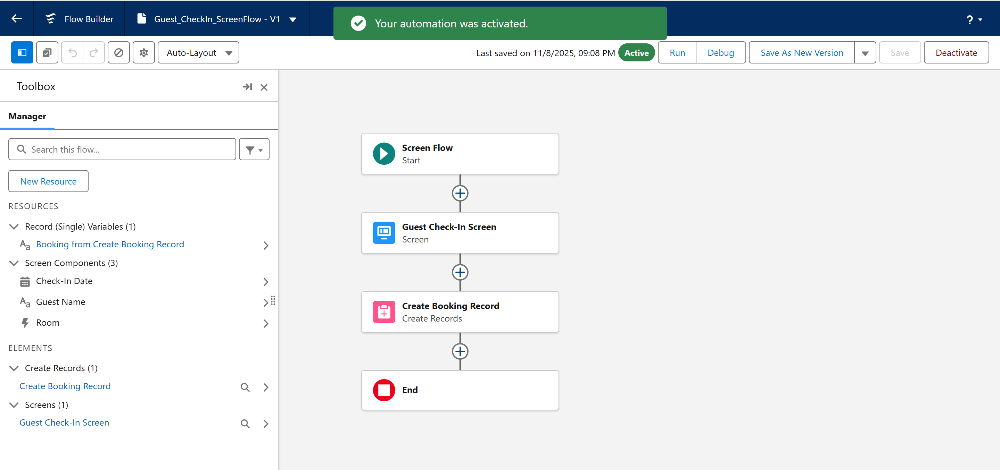 Flow Builder
Guest_CheckIn_ScreenFlow - V1
Your automation was activated.
?
Auto-Layout
Last saved on 11/8/2025, 09:08 PM
Active
Run
Debug
Save As New Version
Save
Deactivate
Toolbox
Manager
Search this flow...
New Resource
RESOURCES
Record (Single) Variables (1)
Aa Booking from Create Booking Record
Screen Components (3)
Check-In Date
Aa Guest Name
Room
ELEMENTS
Create Records (1)
Create Booking Record
Screens (1)
Guest Check-In Screen
Screen Flow
Start
Guest Check-In Screen
Screen
Create Booking Record
Create Records
End